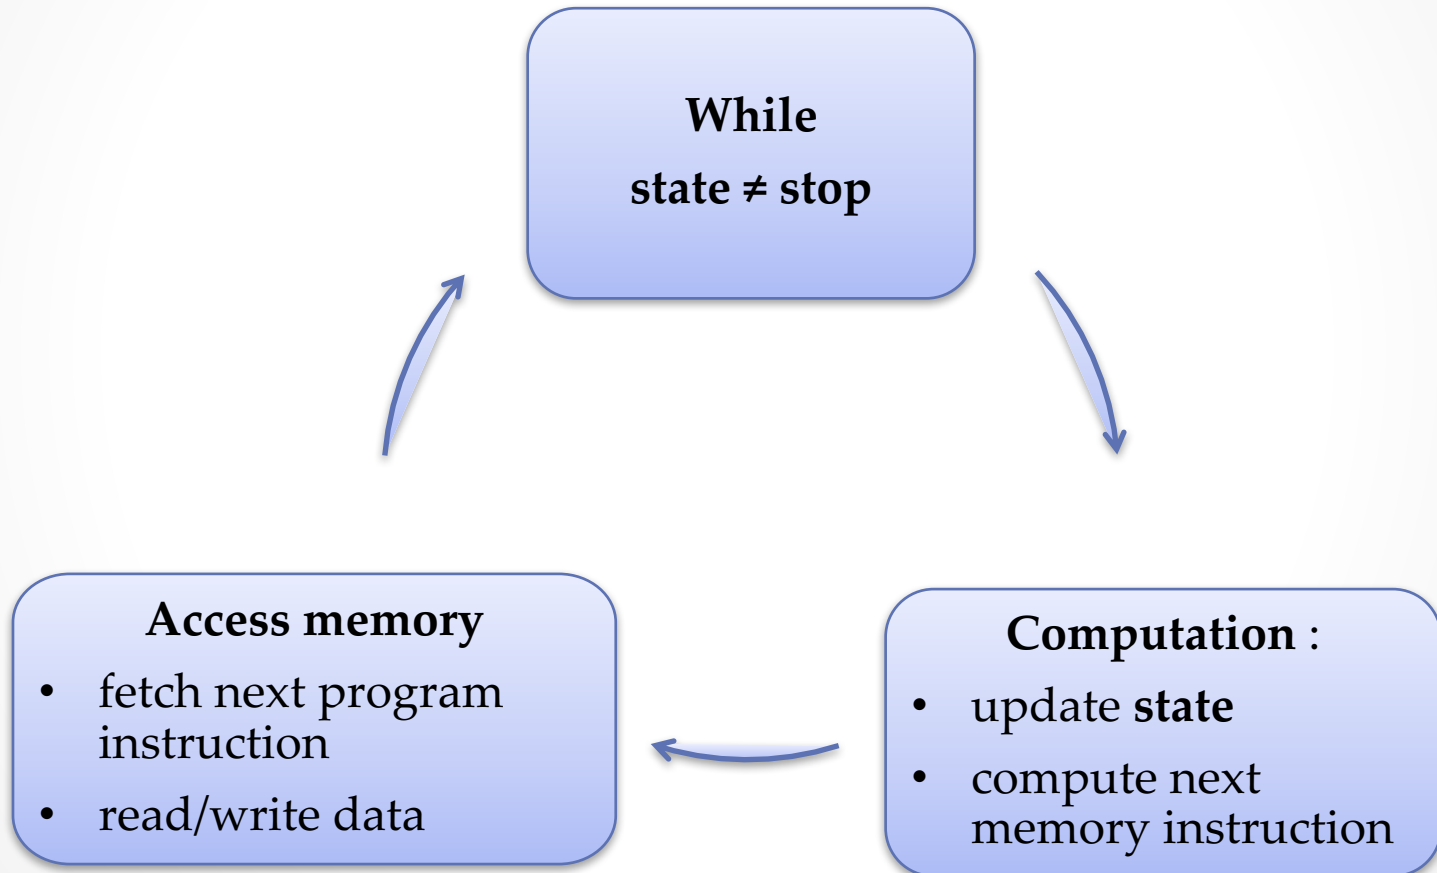 While
state ≠ stop
Access memory
• fetch next program
instruction
• read/write data
Computation :
• update state
• compute next
memory instruction